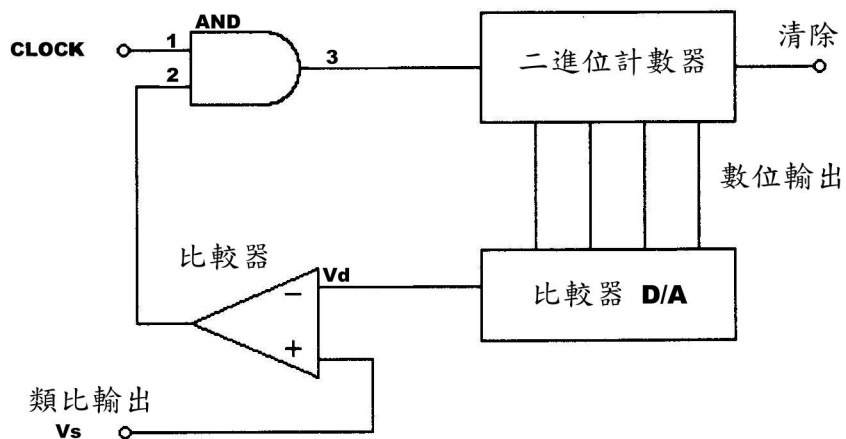 AND
CLOCK
1
2
3
二進位計數器
清除
數位輸出
比較器
Vd
−
+
比較器 D/A
類比輸出
Vs